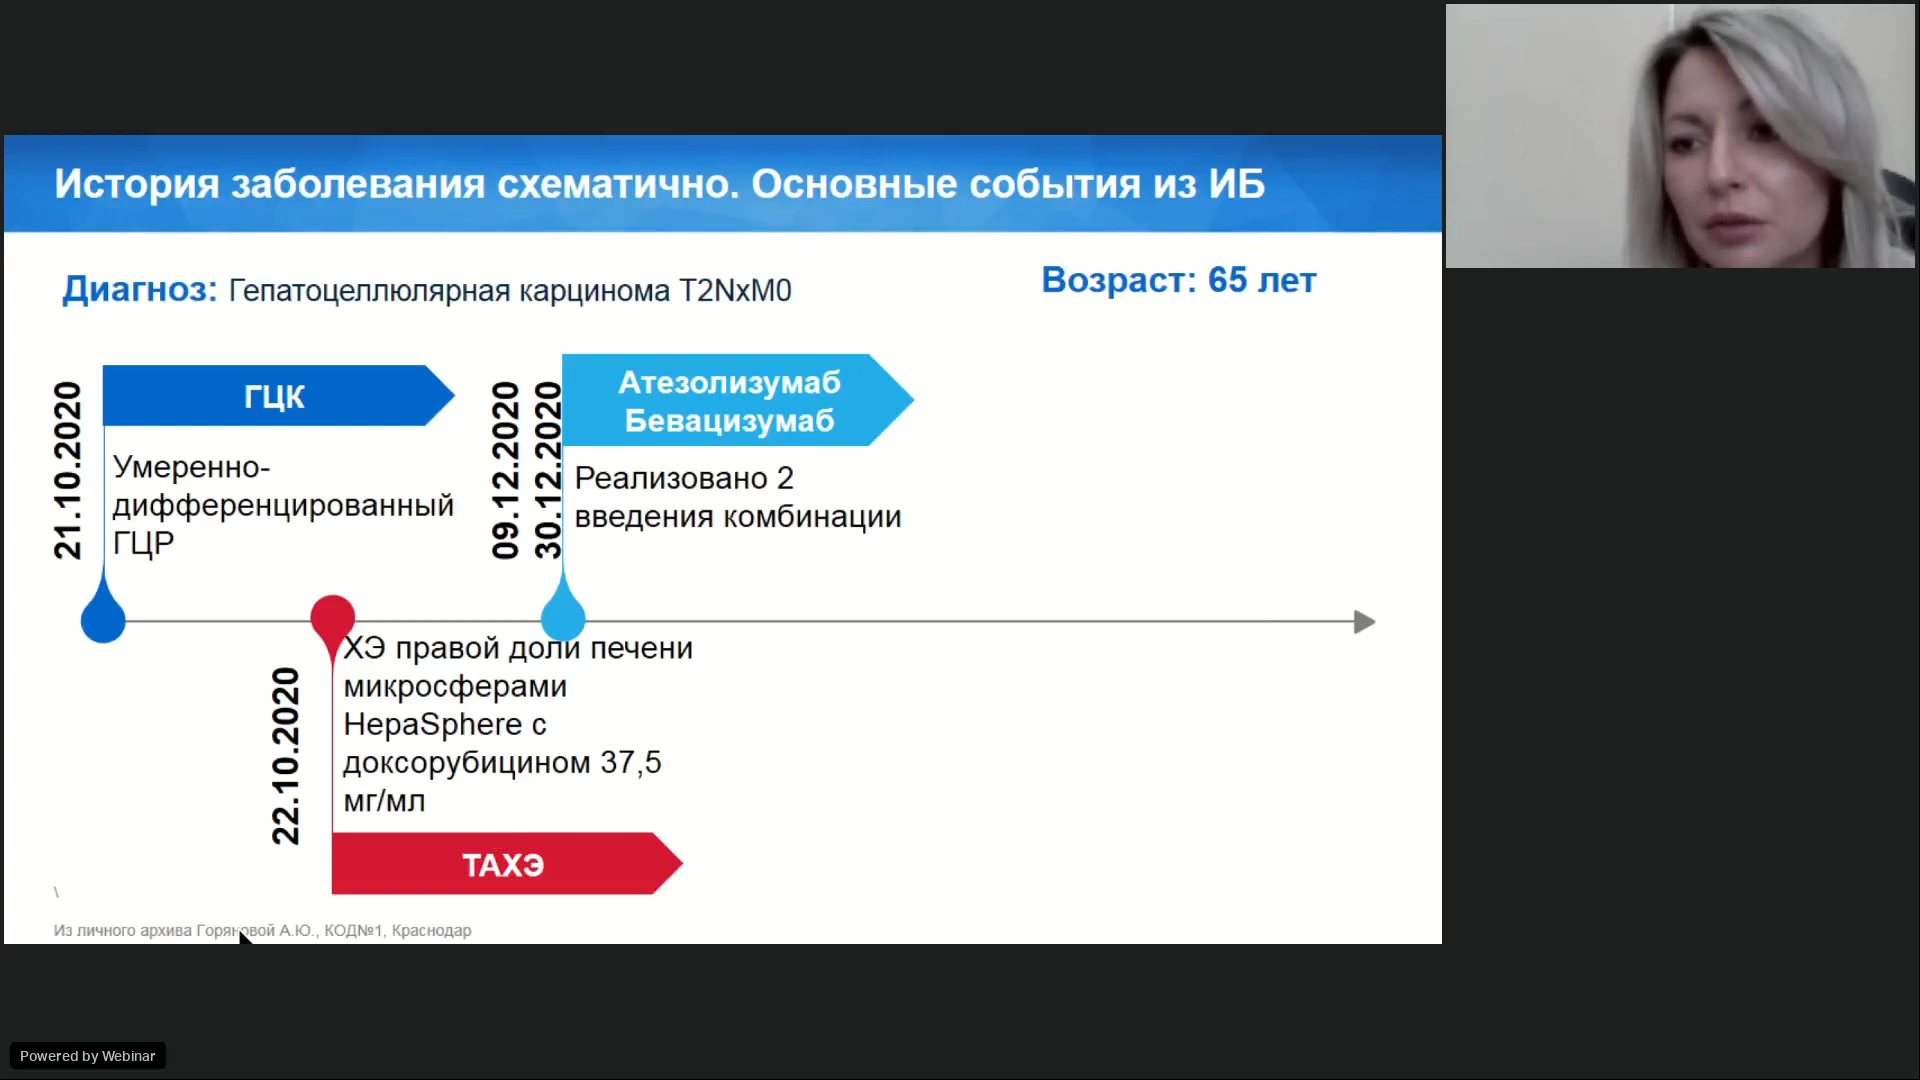 История заболевания схематично. Основные события из ИБ
Диагноз: Гепатоцеллюлярная карцинома T2NxM0
Возраст: 65 лет
21.10.2020
ГЦК
Умеренно-
дифференцированный
ГЦР
09.12.2020
30.12.2020
Атезолизумаб
Бевацизумаб
Реализовано 2
введения комбинации
22.10.2020
ХЭ правой доли печени
микросферами
HepaSphere с
доксорубицином 37,5
мг/мл
ТАХЭ
\
Из личного архива Горяновой А.Ю., КОД№1, Краснодар
Powered by Webinar